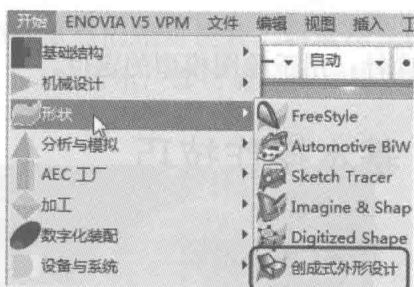 开始 ENOVIA V5 VPM 文件 编辑 视图 插入
基础结构
自动
机械设计
形状
FreeStyle
分析与模拟
Automotive BiW
AEC 工厂
Sketch Tracer
加工
Imagine & Shap
数字化装配
Digitized Shape
设备与系统
创成式外形设计